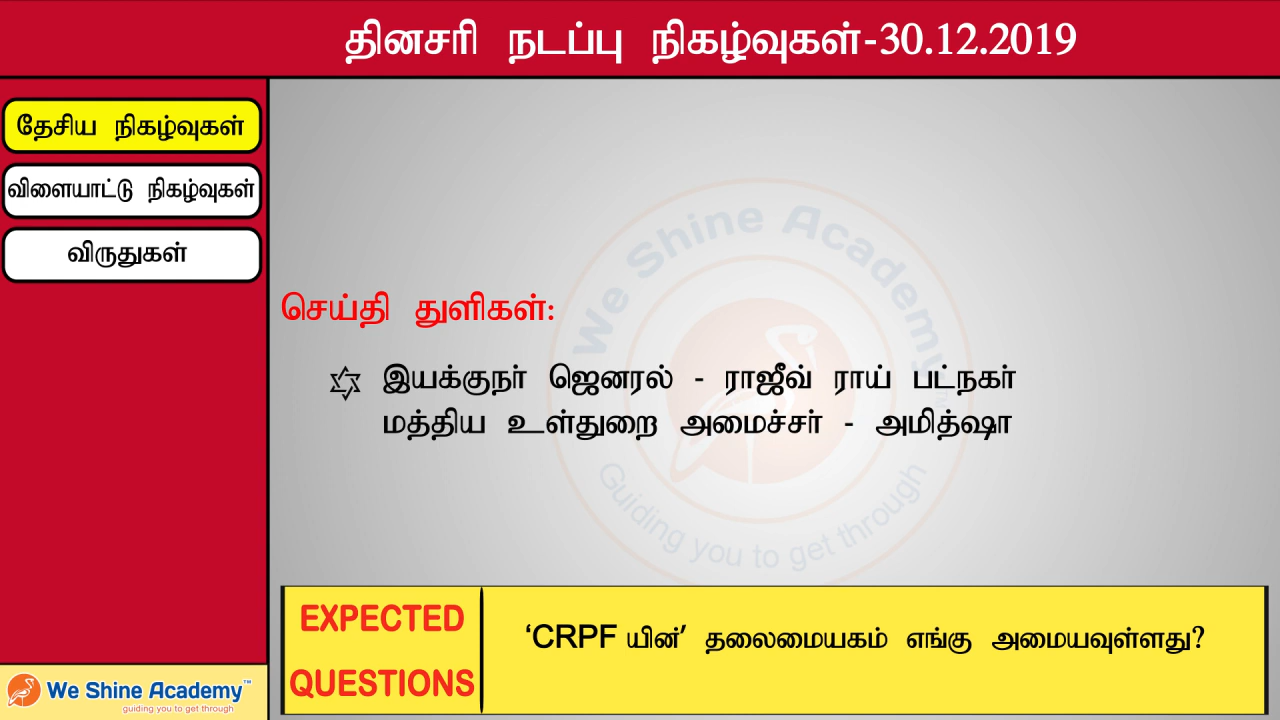 தினசரி நடப்பு நிகழ்வுகள்-30.12.2019
தேசிய நிகழ்வுகள்
விளையாட்டு நிகழ்வுகள்
விருதுகள்
We Shine Academy
Guiding you to get through
செய்தி துளிகள்:
இயக்குநர் ஜெனரல் - ராஜீவ் ராய் பட்நகர்
மத்திய உள்துறை அமைச்சர் - அமித்ஷா
EXPECTED
QUESTIONS
‘CRPF யின்’ தலைமையகம் எங்கு அமையவுள்ளது?
We Shine Academy™
guiding you to get through